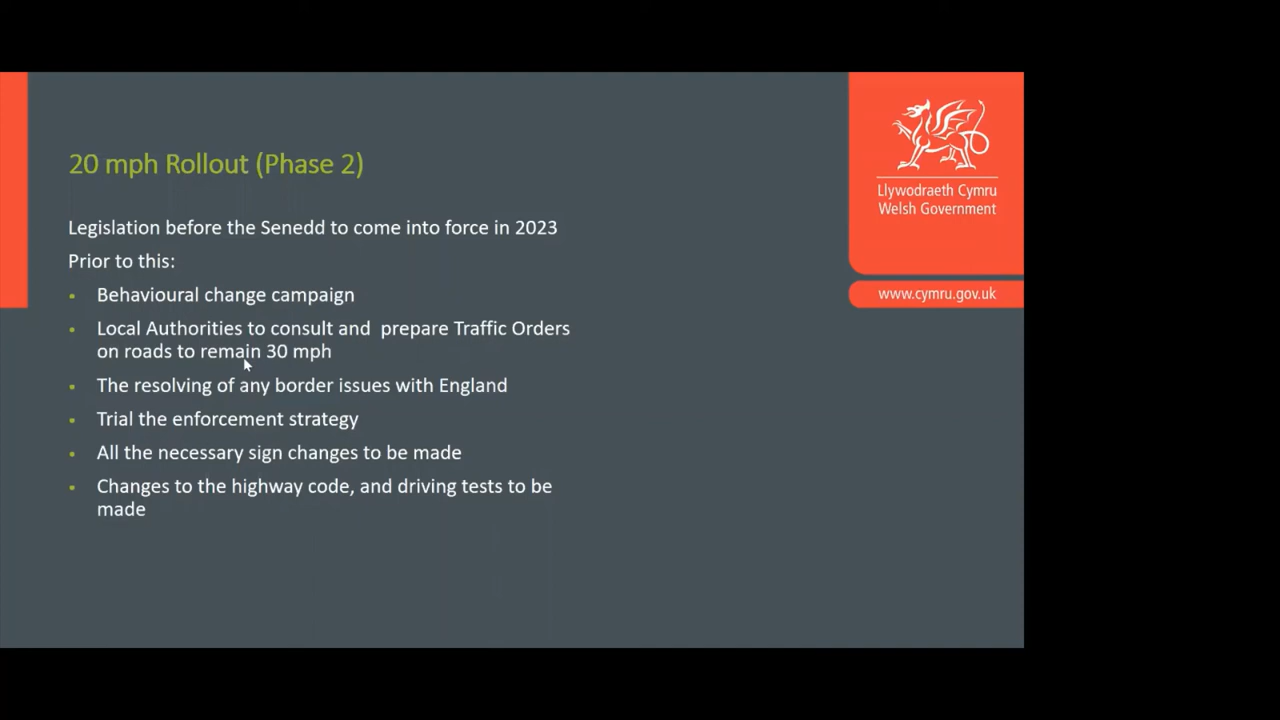 20 mph Rollout (Phase 2)
Legislation before the Senedd to come into force in 2023
Prior to this:
Behavioural change campaign
Local Authorities to consult and prepare Traffic Orders
on roads to remain 30 mph
The resolving of any border issues with England
Trial the enforcement strategy
All the necessary sign changes to be made
Changes to the highway code, and driving tests to be
made
Llywodraeth Cymru
Welsh Government
www.cymru.gov.uk